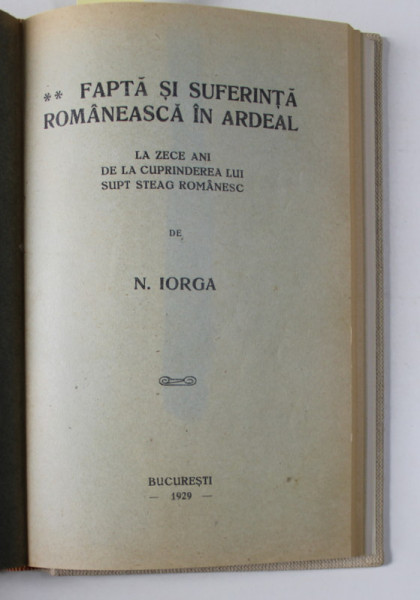 ** FAPTĂ ȘI SUFERINȚĂ
ROMÂNEASCĂ ÎN ARDEAL
LA ZECE ANI
DE LA CUPRINDEREA LUI
SUPT STEAG ROMÂNESC
DE
N. IORGA
BUCUREȘTI
— 1929 —